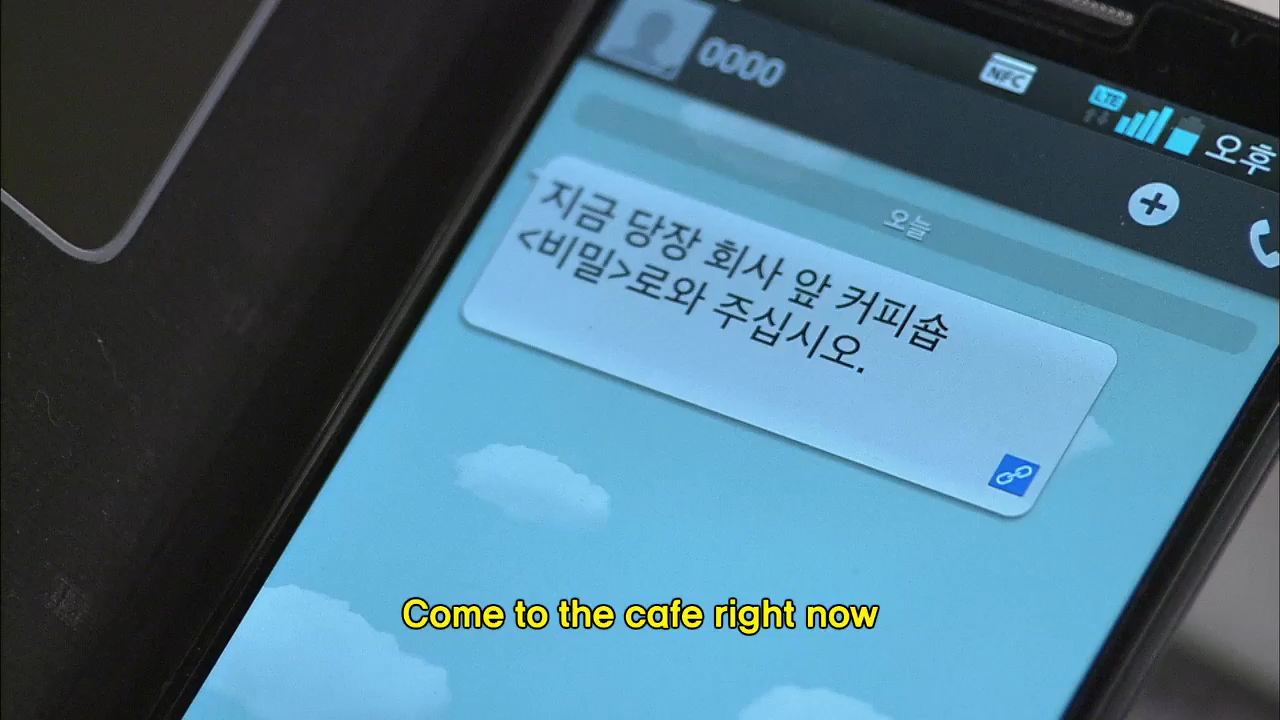 0000
NFC
LTE
오후
오늘
지금 당장 회사 앞 커피숍
<비밀>로와 주십시오.
Come to the cafe right now